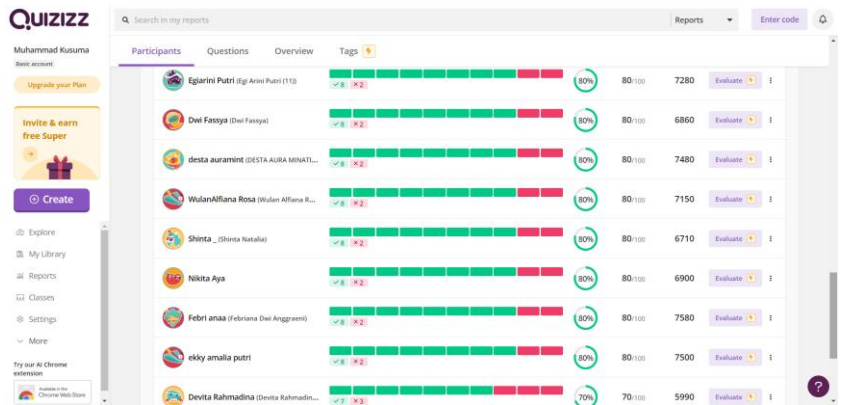 QUIZIZZ
Search in my reports
Reports
Enter code
Muhammad Kusuma
Basic account
Upgrade your Plan
Invite & earn
free Super
Create
Explore
My Library
Reports
Classes
Settings
More
Try our AI Chrome
extension
Available in the
Chrome Web Store
Participants Questions Overview Tags
Egiarini Putri (Egi Arini Putri (11)) 80% 80/100 7280 Evaluate
✓ 8 × 2
Dwi Fassya (Dwi Fassya) 80% 80/100 6860 Evaluate
✓ 8 × 2
desta auramint (DESTA AURA MINATI... 80% 80/100 7480 Evaluate
✓ 8 × 2
WulanAlfiana Rosa (Wulan Alfiana R... 80% 80/100 7150 Evaluate
✓ 8 × 2
Shinta _ (Shinta Natalia) 80% 80/100 6710 Evaluate
✓ 8 × 2
Nikita Aya 80% 80/100 6900 Evaluate
✓ 8 × 2
Febri anaa (Febriana Dwi Anggraeni) 80% 80/100 7580 Evaluate
✓ 8 × 2
ekky amalia putri 80% 80/100 7500 Evaluate
✓ 8 × 2
Devita Rahmadina (Devita Rahmadin... 70% 70/100 5990 Evaluate
✓ 7 × 3
?